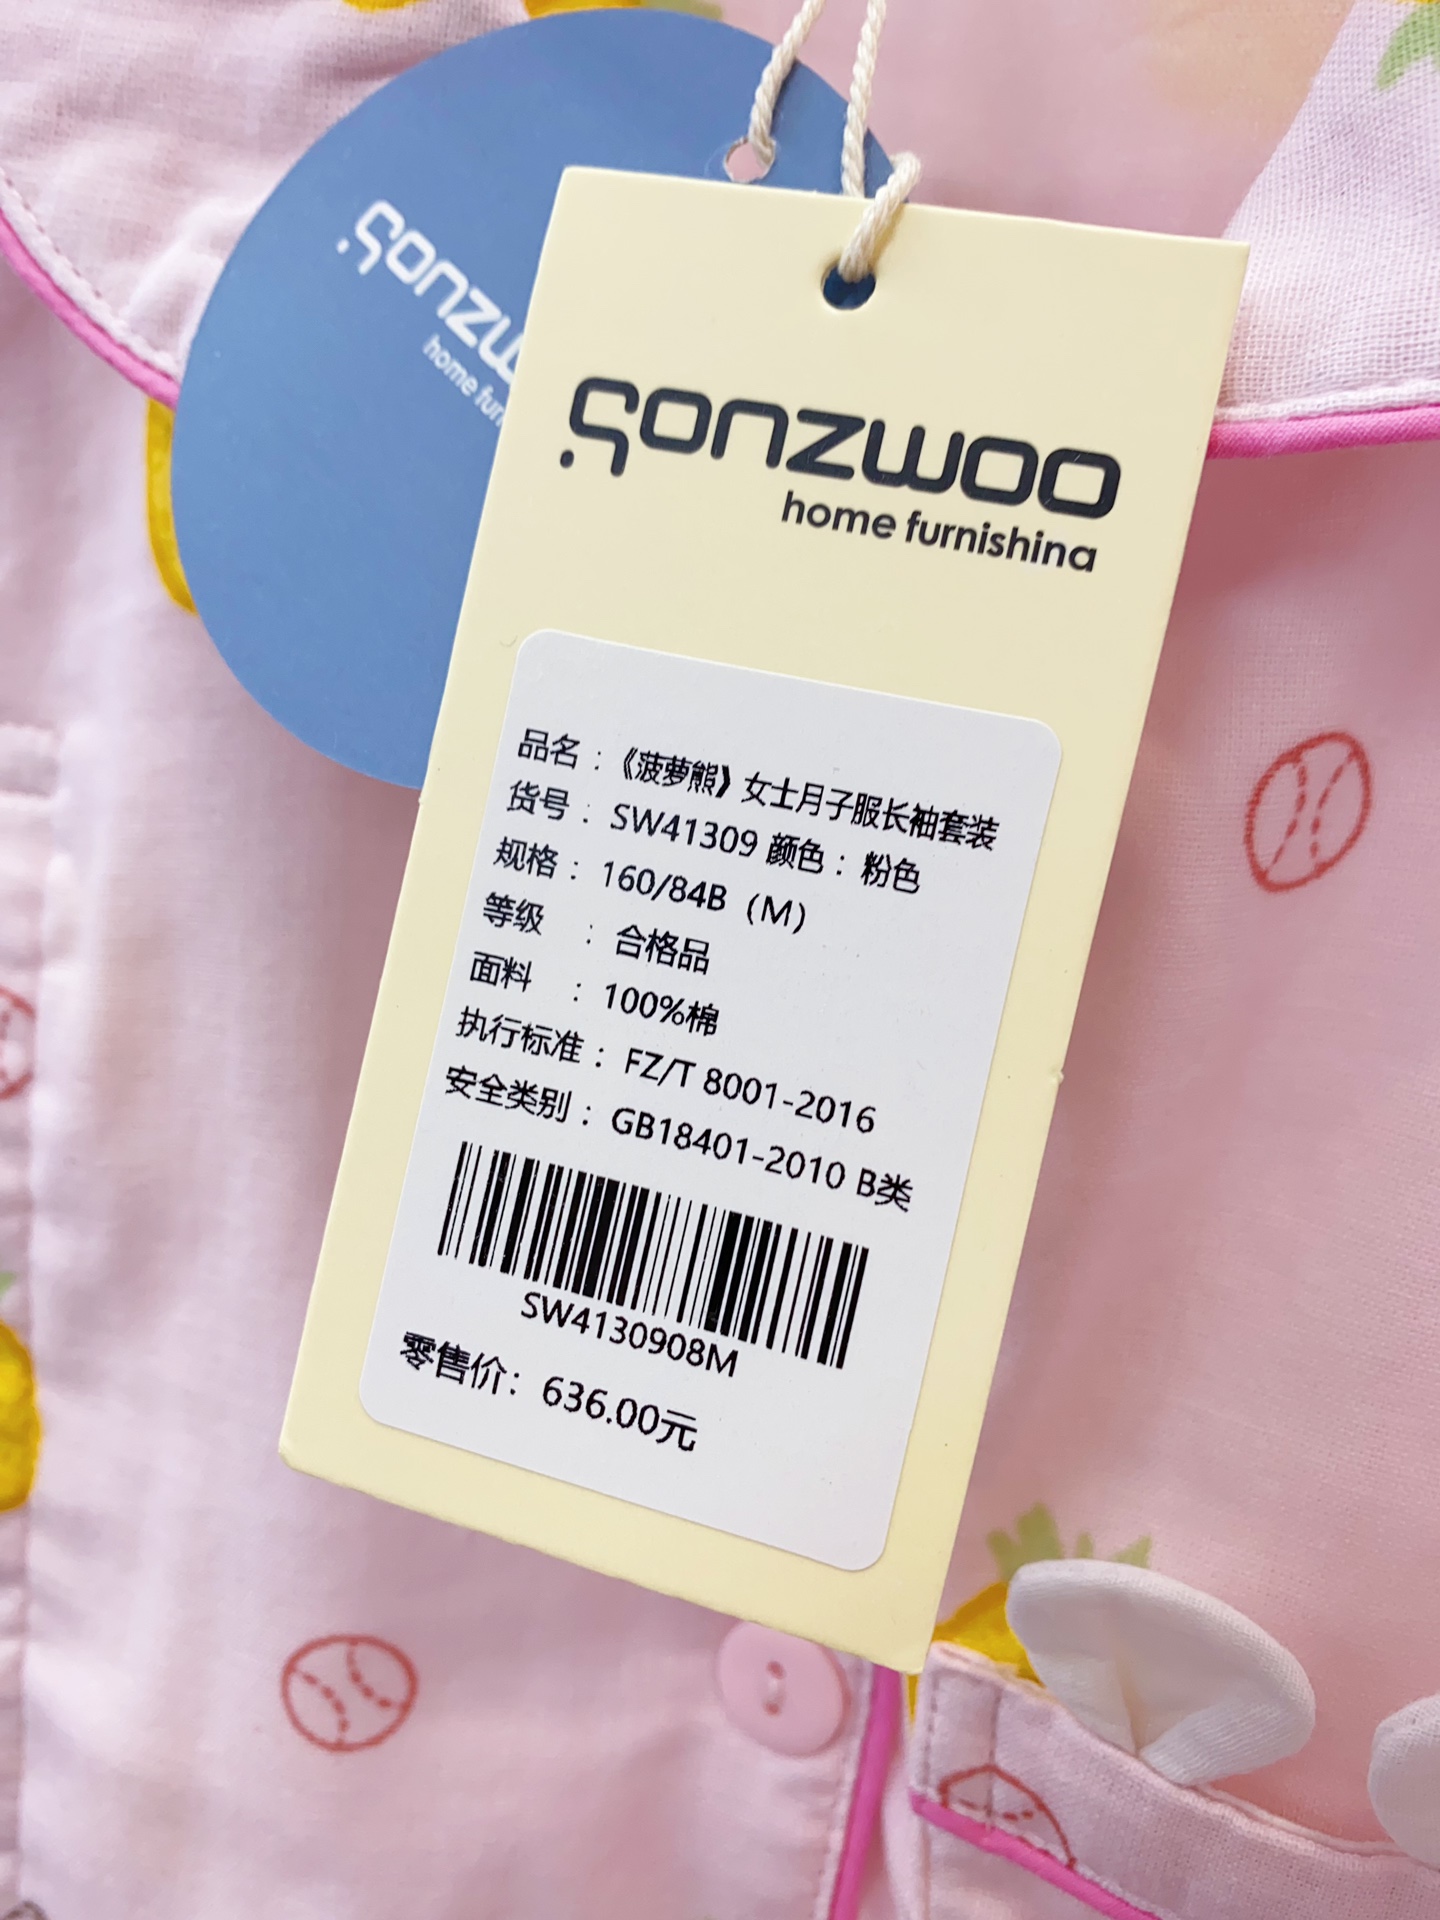 sonzwoo
home fur
sonzwoo
home furnishing
品名：《菠萝熊》女士月子服长袖套装
货号：SW41309 颜色：粉色
规格：160/84B（M）
等级：合格品
面料：100%棉
执行标准：FZ/T 8001-2016
安全类别：GB18401-2010 B类
SW4130908M
零售价：636.00元